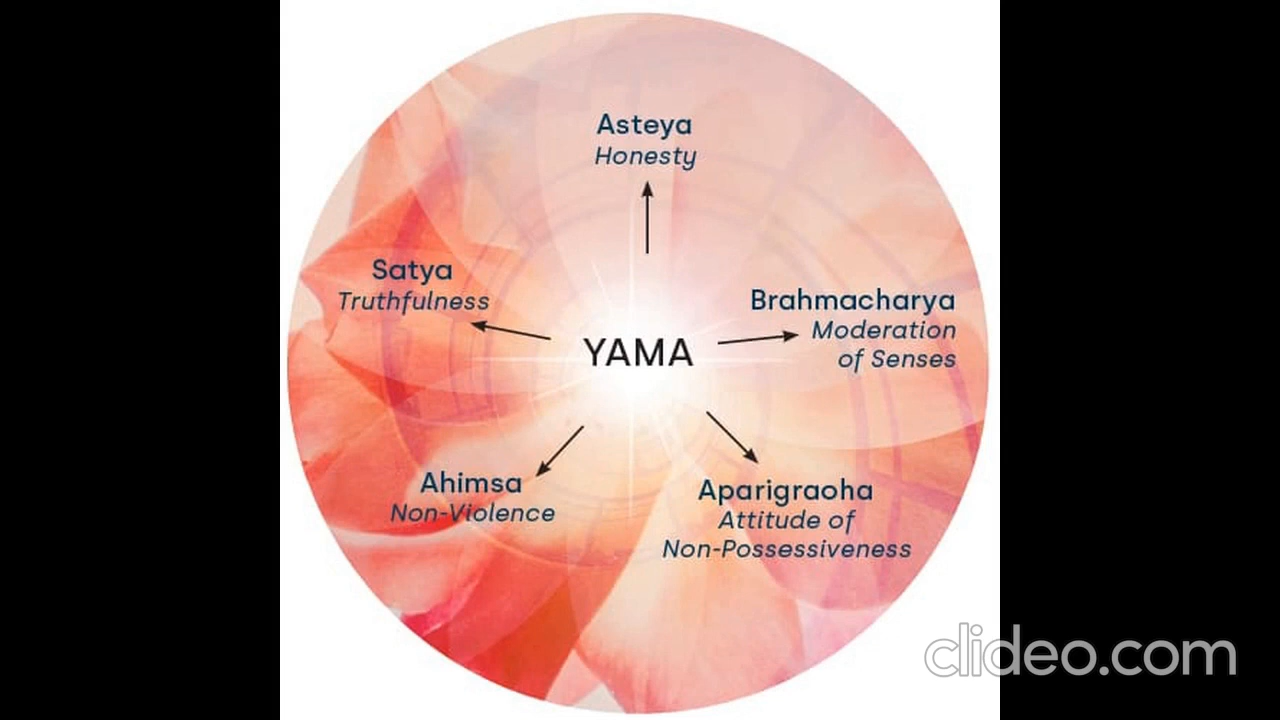 Asteya
Honesty
Satya
Truthfulness
Brahmacharya
Moderation
of Senses
YAMA
Ahimsa
Non-Violence
Aparigraoha
Attitude of
Non-Possessiveness
clideo.com